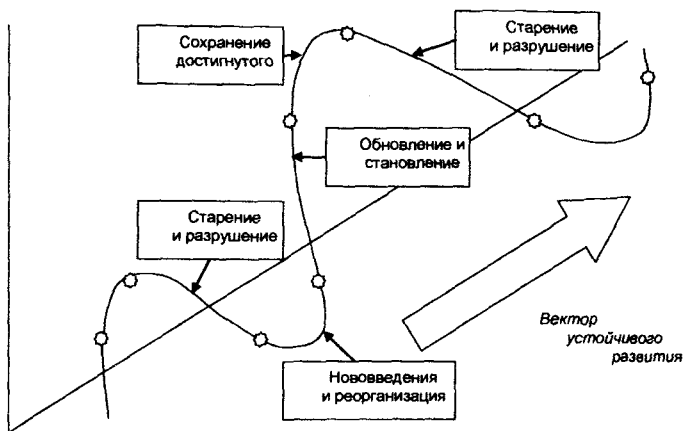 Сохранение
достигнутого
Старение
и разрушение
Обновление и
становление
Старение
и разрушение
Вектор
устойчивого
развития
Нововведения
и реорганизация